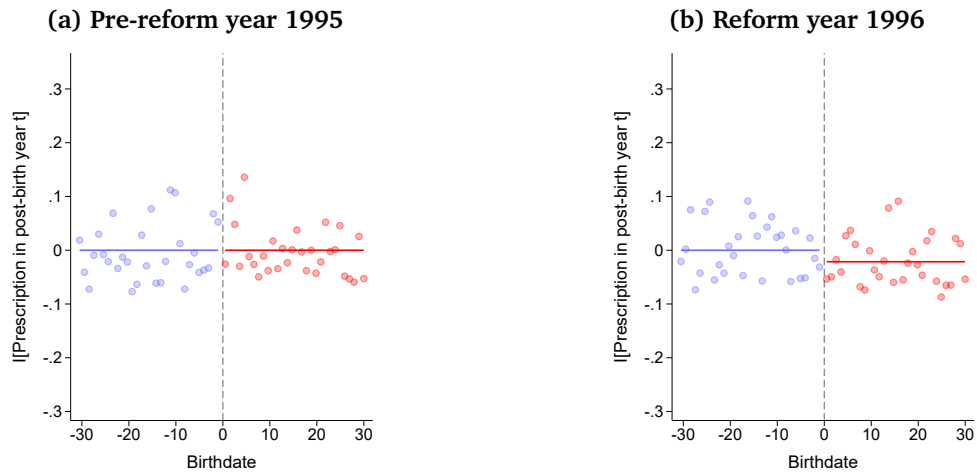 (a) Pre-reform year 1995
I[Prescription in post-birth year t]
.3
.2
.1
0
-.1
-.2
-.3
-30 -20 -10 0 10 20 30
Birthdate
(b) Reform year 1996
I[Prescription in post-birth year t]
.3
.2
.1
0
-.1
-.2
-.3
-30 -20 -10 0 10 20 30
Birthdate